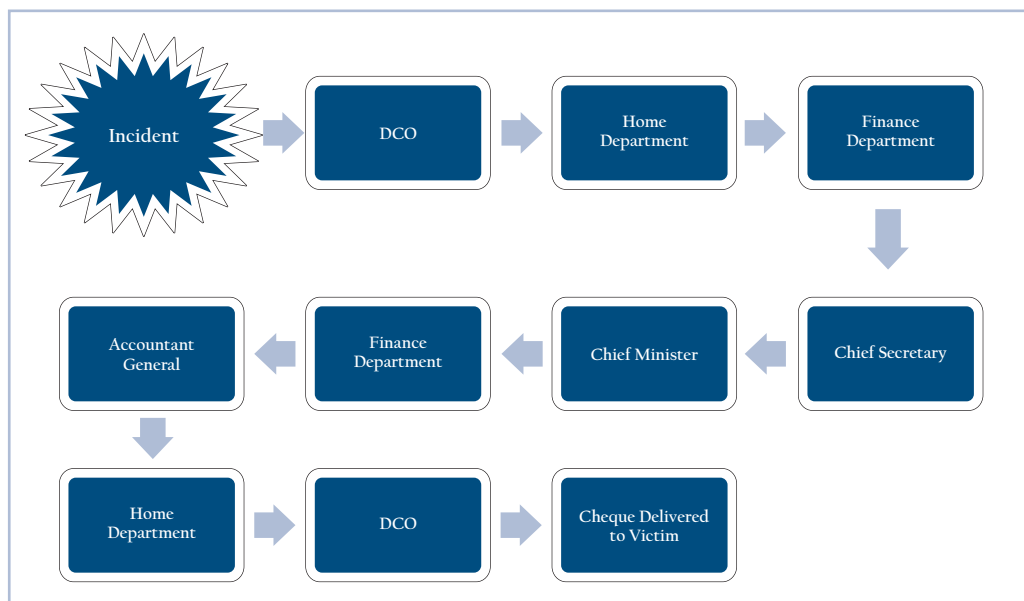 Incident
DCO
Home
Department
Finance
Department
Chief Secretary
Chief Minister
Finance
Department
Accountant
General
Home
Department
DCO
Cheque Delivered
to Victim